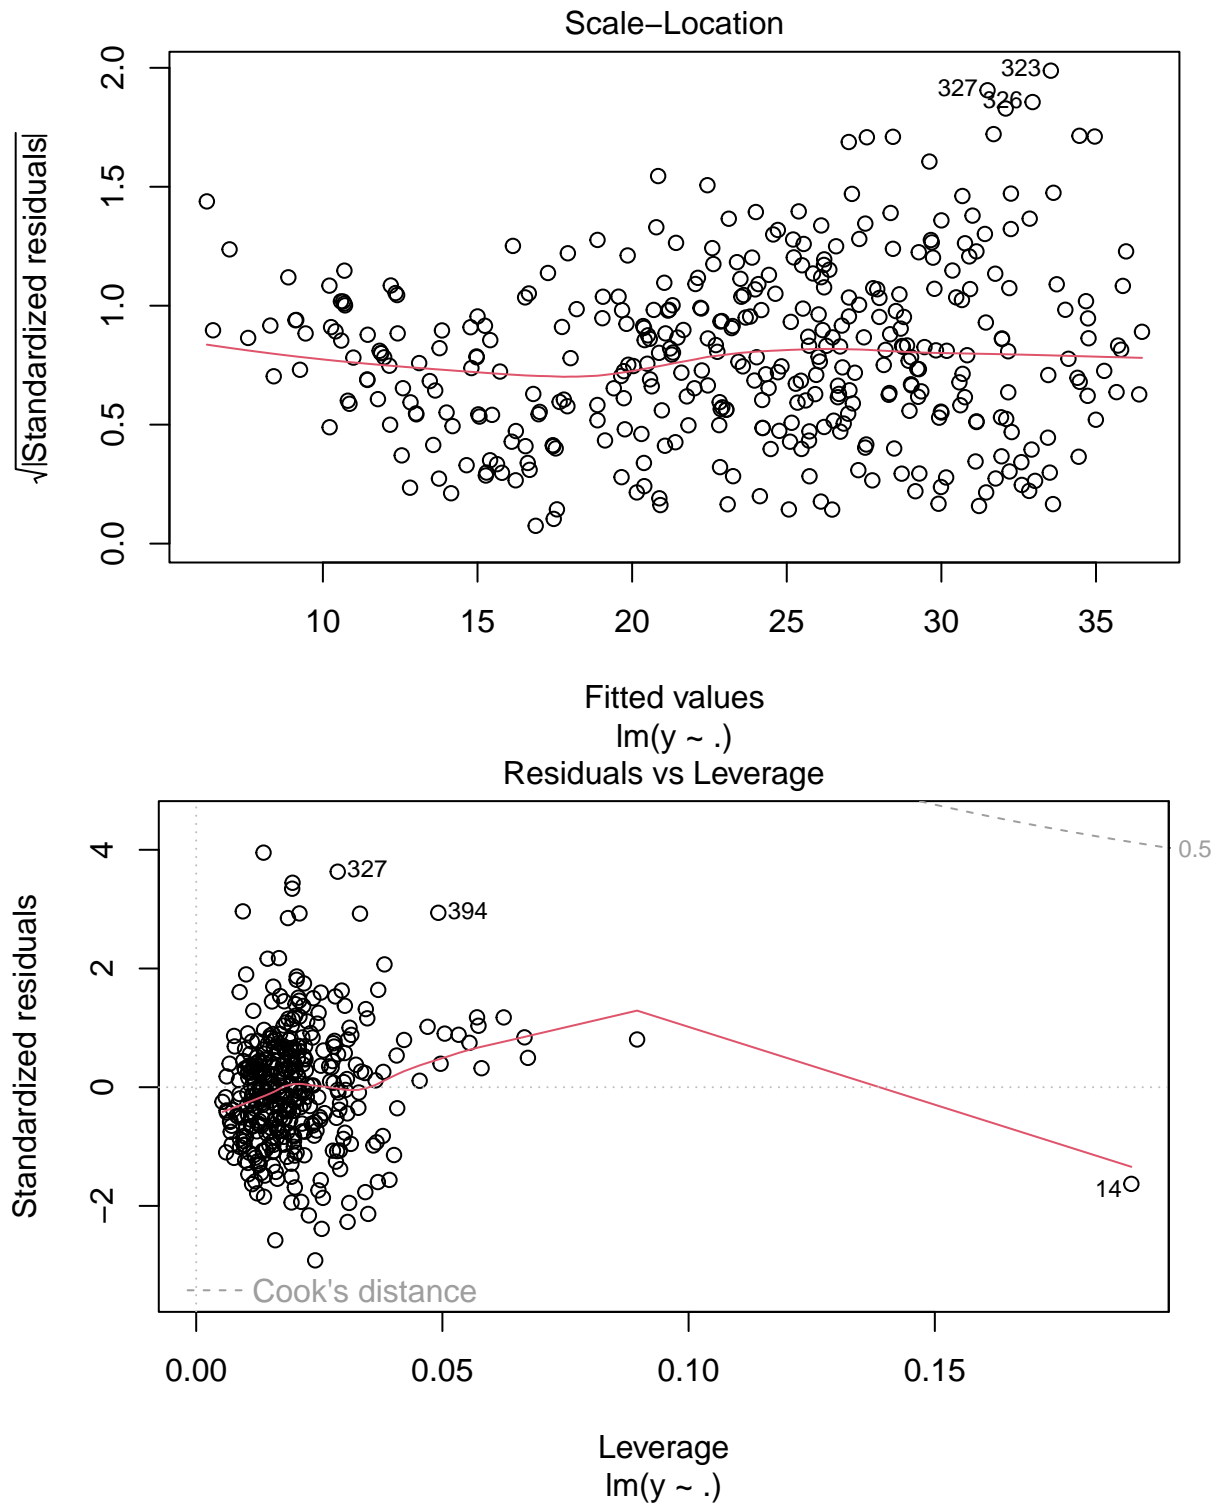 Scale−Location
2.0
1.5
1.0
0.5
0.0
√|Standardized residuals|
323
327
326
10 15 20 25 30 35
Fitted values
lm(y ~ .)
Residuals vs Leverage
4
2
0
−2
Standardized residuals
327
394
14
0.5
Cook's distance
0.00 0.05 0.10 0.15
Leverage
lm(y ~ .)